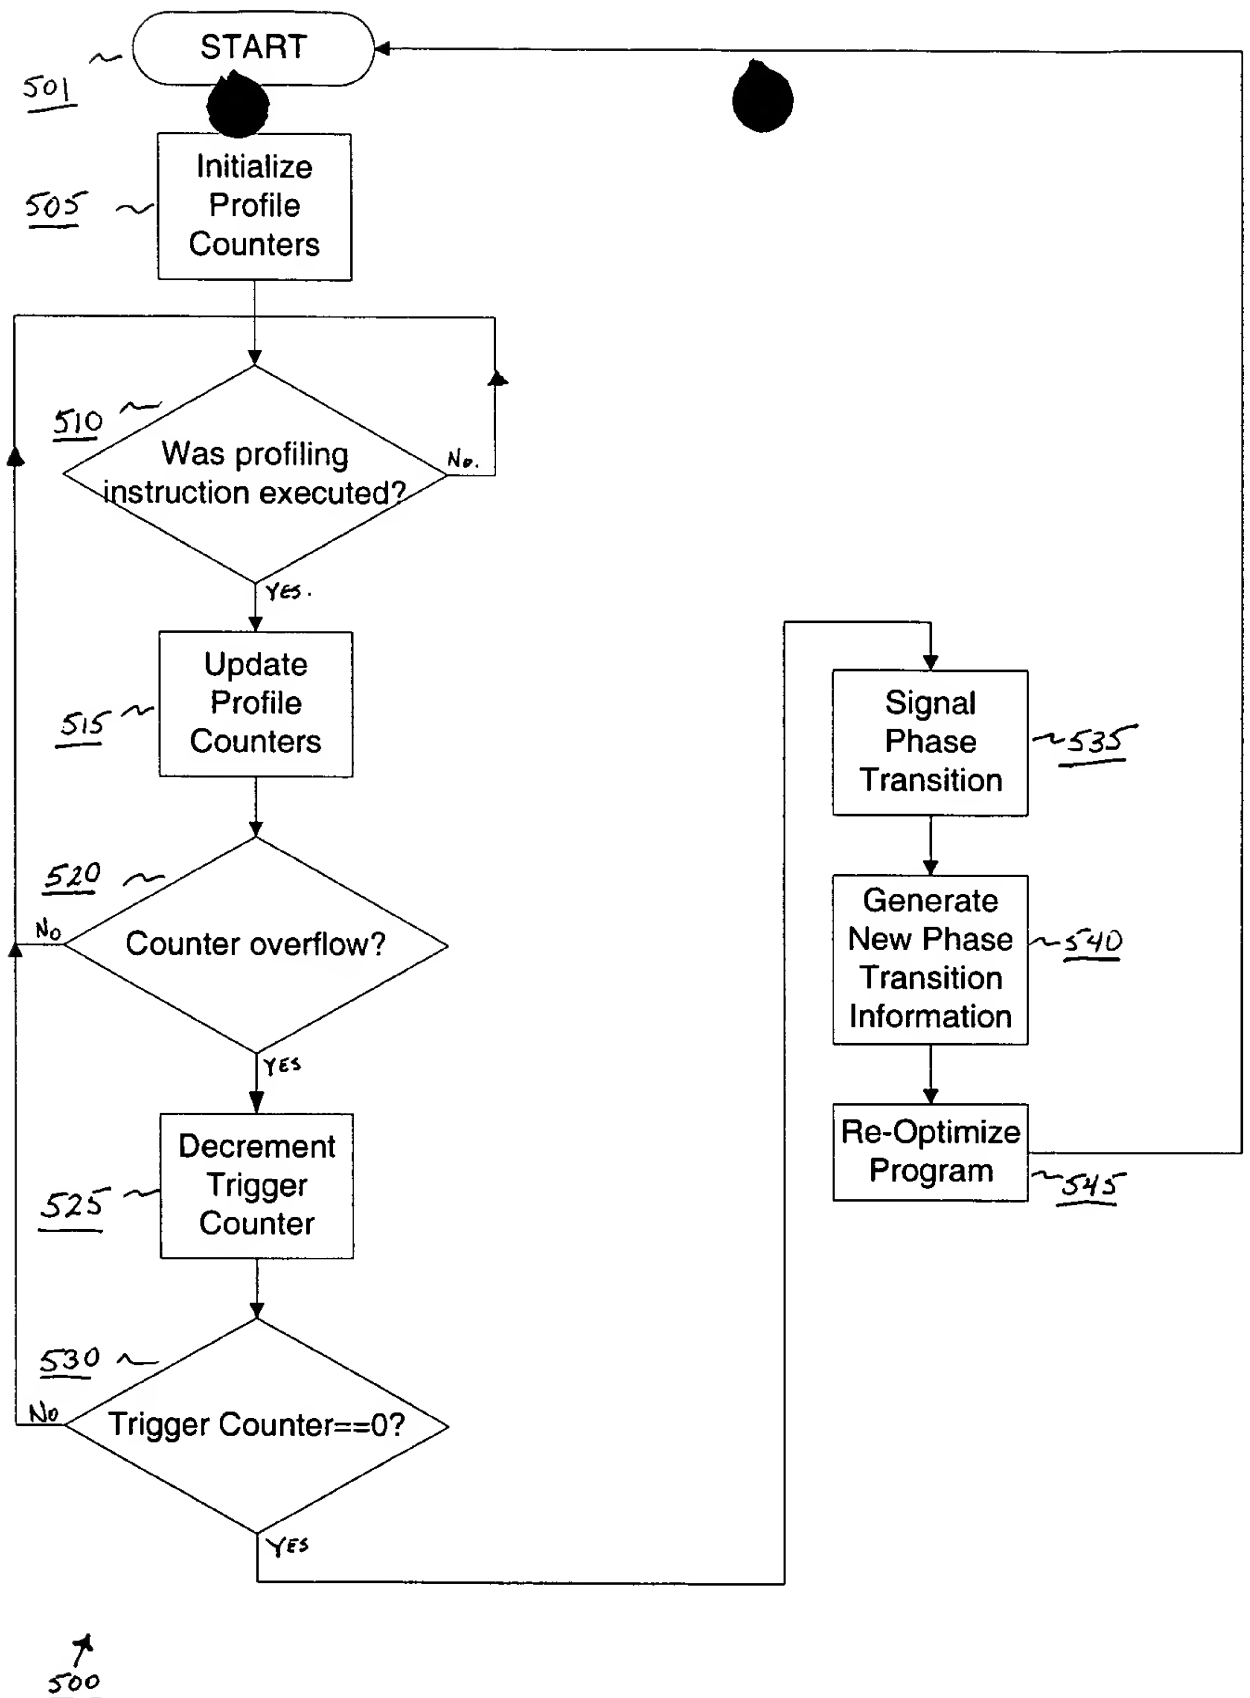 START
501
Initialize
Profile
Counters
505
510
Was profiling
instruction executed?
No.
YES.
Update
Profile
Counters
515
520
Counter overflow?
No
YES
Decrement
Trigger
Counter
525
530
Trigger Counter==0?
No
YES
Signal
Phase
Transition
535
Generate
New Phase
Transition
Information
540
Re-Optimize
Program
545
500